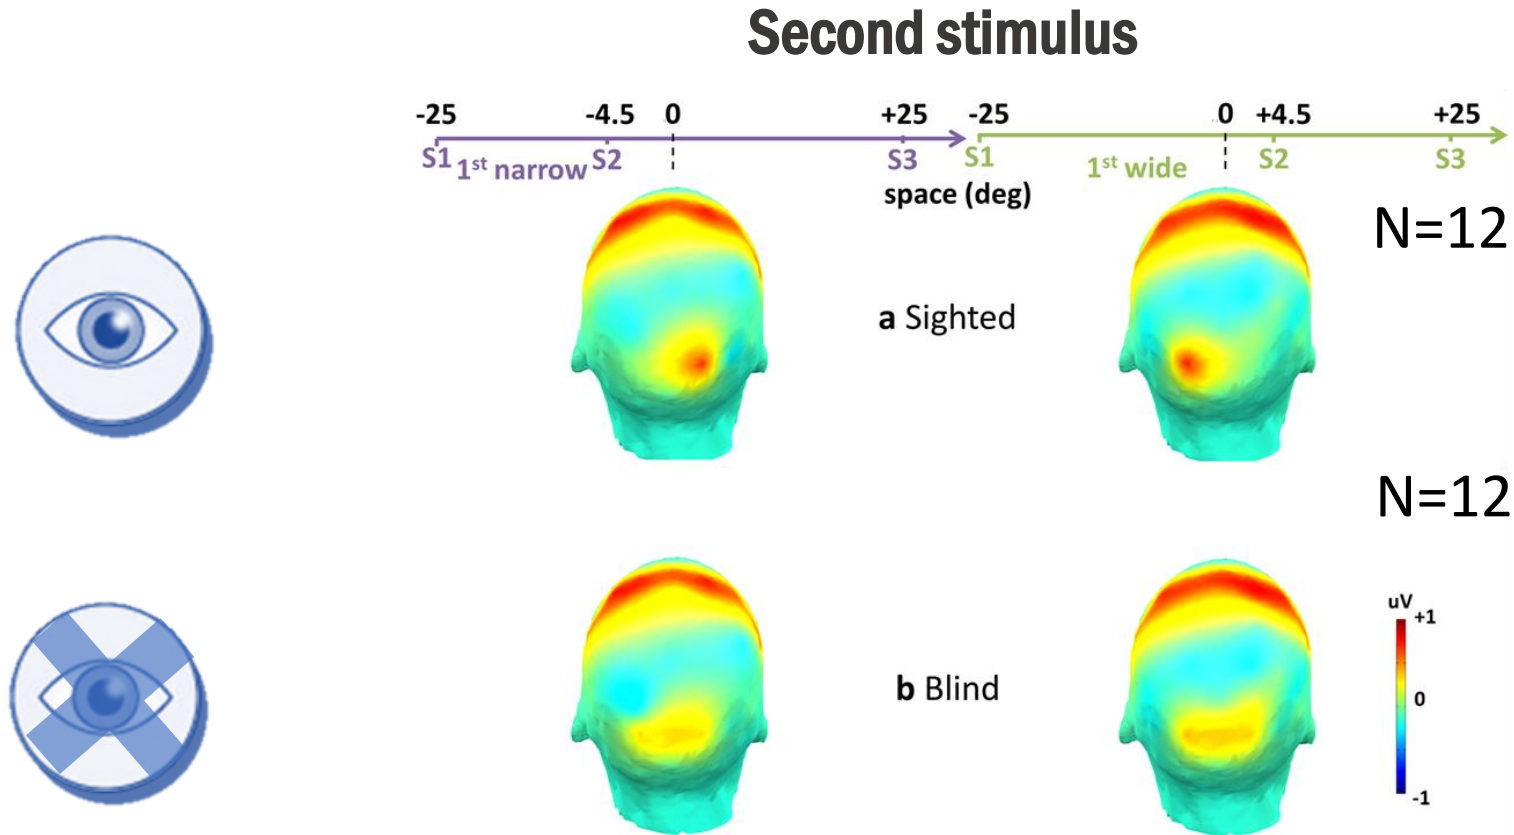 Second stimulus
-25 -4.5 0 +25 -25 0 +4.5 +25
S1 1st narrow S2 S3 S1 1st wide S2 S3
space (deg)
N=12
a Sighted
N=12
uV +1
b Blind
0
-1